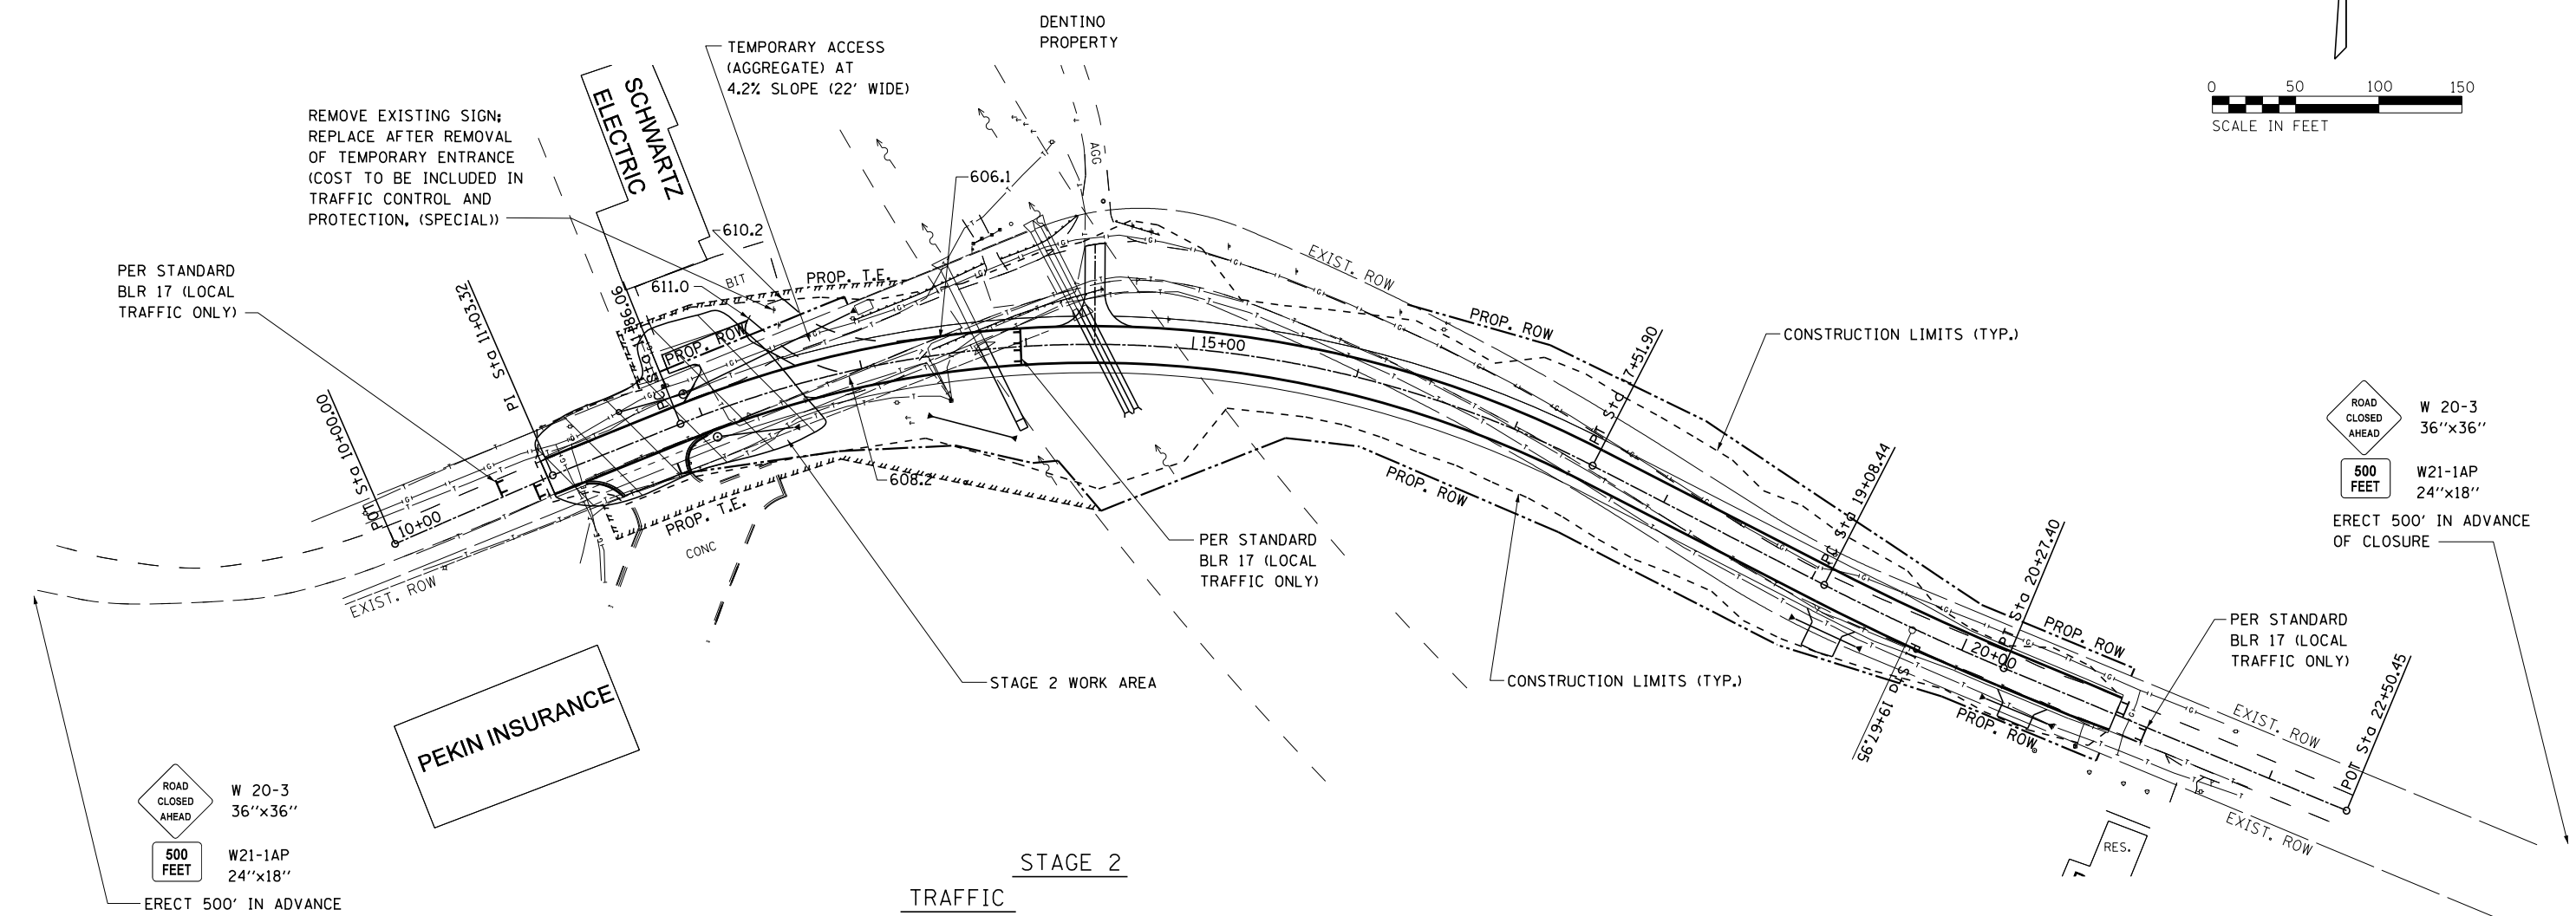 DENTINO
PROPERTY
TEMPORARY ACCESS
(AGGREGATE) AT
4.2% SLOPE (22' WIDE)
0 50 100 150
SCALE IN FEET
SCHWARTZ
ELECTRIC
REMOVE EXISTING SIGN;
REPLACE AFTER REMOVAL
OF TEMPORARY ENTRANCE
(COST TO BE INCLUDED IN
TRAFFIC CONTROL AND
PROTECTION, (SPECIAL))
AGG
606.1
610.2
PER STANDARD
BLR 17 (LOCAL
TRAFFIC ONLY)
PI Sta 11+03.32
611.0
BIT
PROP. T.E.
EXIST. ROW
PROP. ROW
PROP. ROW
15+00
PT Sta 17+51.90
CONSTRUCTION LIMITS (TYP.)
POT Sta 10+00.00
10+00
EXIST. ROW
PROP. T.E.
CONC
608.2
PROP. ROW
PER STANDARD
BLR 17 (LOCAL
TRAFFIC ONLY)
PC Sta 19+08.44
PT Sta 20+27.40
ROAD
CLOSED
AHEAD
W 20-3
36"x36"
500
FEET
W21-1AP
24"x18"
ERECT 500' IN ADVANCE
OF CLOSURE
PROP. ROW
20+00
PER STANDARD
BLR 17 (LOCAL
TRAFFIC ONLY)
STAGE 2 WORK AREA
CONSTRUCTION LIMITS (TYP.)
PI Sta 19+67.95
PROP. ROW
EXIST. ROW
POT Sta 22+50.45
EXIST. ROW
PEKIN INSURANCE
ROAD
CLOSED
AHEAD
W 20-3
36"x36"
500
FEET
W21-1AP
24"x18"
ERECT 500' IN ADVANCE
RES.
STAGE 2
TRAFFIC